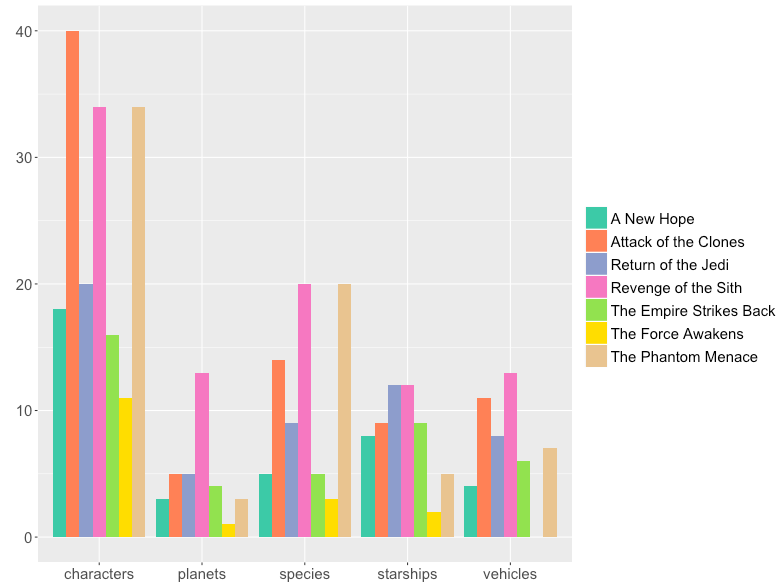 40
30
20
10
0
characters planets species starships vehicles
A New Hope
Attack of the Clones
Return of the Jedi
Revenge of the Sith
The Empire Strikes Back
The Force Awakens
The Phantom Menace